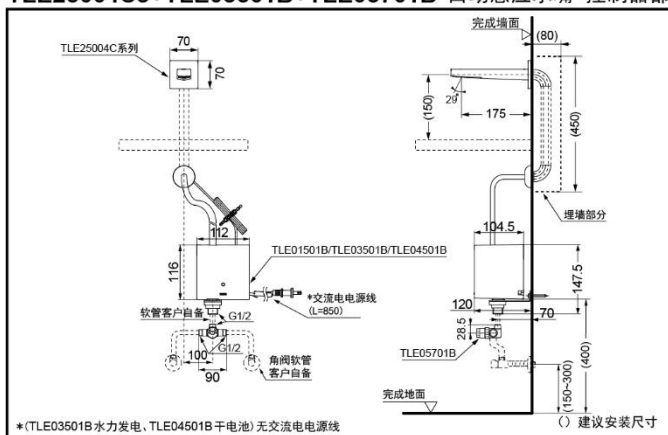 70
TLE25004C系列
70
112
116
TLE01501B/TLE03501B/TLE04501B
*交流电电源线
(L=850)
软管客户自备
G1/2
G1/2
100
90
角阀软管
客户自备
*(TLE03501B水力发电、TLE04501B干电池)无交流电电源线
完成墙面
(80)
(150)
29°
175
(450)
埋墙部分
104.5
147.5
120
70
28.5
TLE05701B
(400)
(150~300)
完成地面
()建议安装尺寸